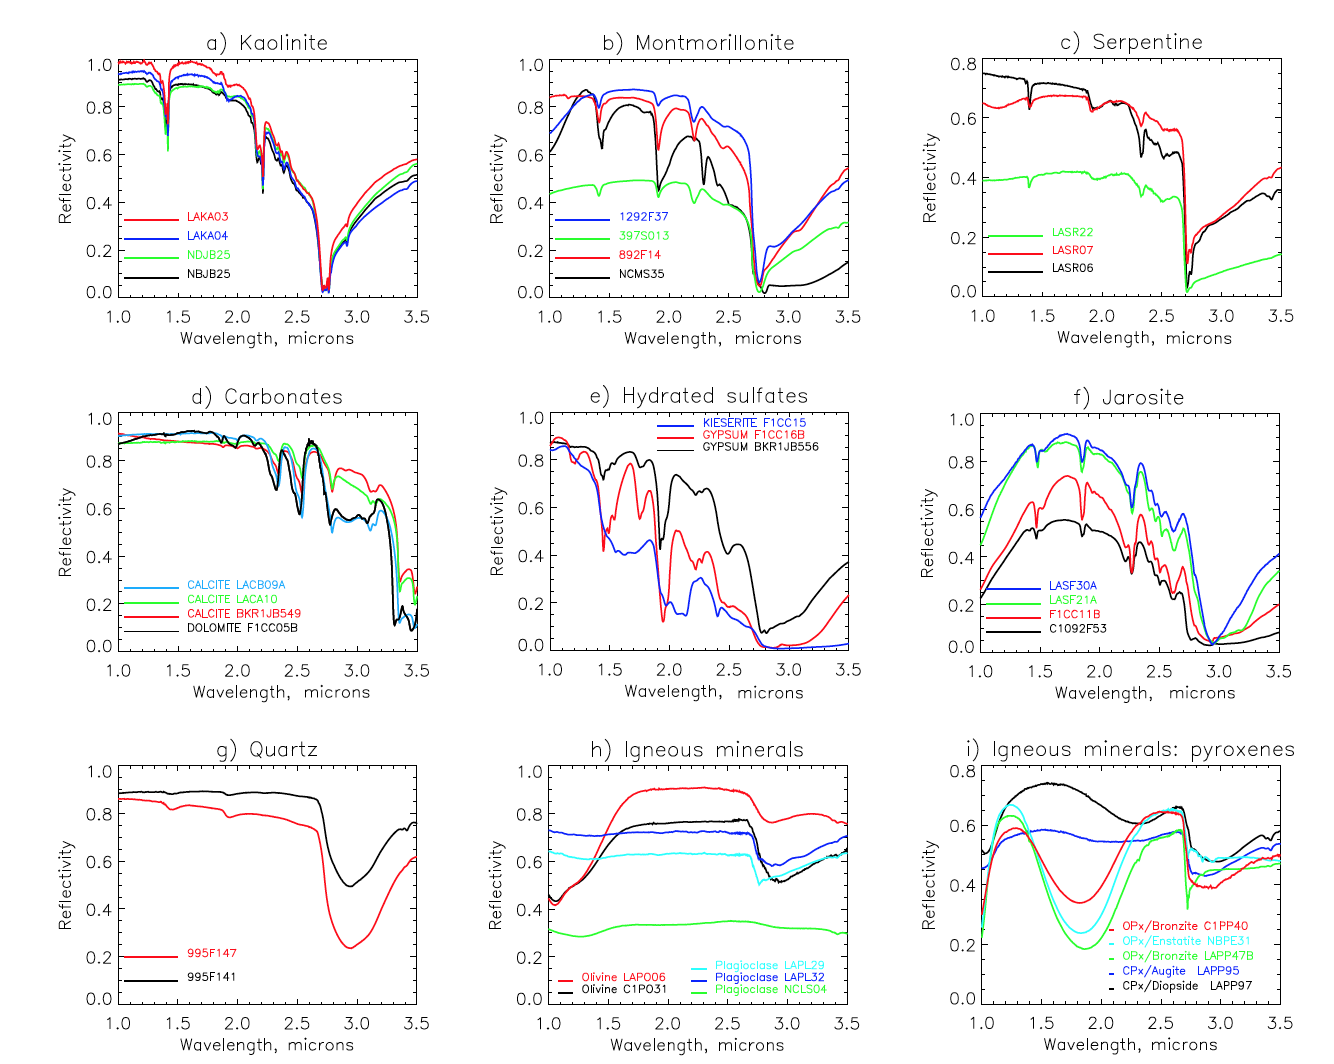 a) Kaolinite
1.0
0.8
0.6
0.4
0.2
0.0
Reflectivity
LAKA03
LAKA04
NDJB25
NBJB25
1.0 1.5 2.0 2.5 3.0 3.5
Wavelength, microns
b) Montmorillonite
1.0
0.8
0.6
0.4
0.2
0.0
Reflectivity
1292F37
397S013
892F14
NCMS35
1.0 1.5 2.0 2.5 3.0 3.5
Wavelength, microns
c) Serpentine
0.8
0.6
0.4
0.2
0.0
Reflectivity
LASR22
LASR07
LASR06
1.0 1.5 2.0 2.5 3.0 3.5
Wavelength, microns
d) Carbonates
1.0
0.8
0.6
0.4
0.2
0.0
Reflectivity
CALCITE LACB09A
CALCITE LACA10
CALCITE BKR1JB549
DOLOMITE F1CC05B
1.0 1.5 2.0 2.5 3.0 3.5
Wavelength, microns
e) Hydrated sulfates
1.0
0.8
0.6
0.4
0.2
0.0
Reflectivity
KIESERITE F1CC15
GYPSUM F1CC16B
GYPSUM BKR1JB556
1.0 1.5 2.0 2.5 3.0 3.5
Wavelength, microns
f) Jarosite
1.0
0.8
0.6
0.4
0.2
0.0
Reflectivity
LASF30A
LASF21A
F1CC11B
C1092F53
1.0 1.5 2.0 2.5 3.0 3.5
Wavelength, microns
g) Quartz
1.0
0.8
0.6
0.4
0.2
0.0
Reflectivity
995F147
995F141
1.0 1.5 2.0 2.5 3.0 3.5
Wavelength, microns
h) Igneous minerals
1.0
0.8
0.6
0.4
0.2
0.0
Reflectivity
Olivine LAPO06
Olivine C1PO31
Plagioclase LAPL29
Plagioclase LAPL32
Plagioclase NCLS04
1.0 1.5 2.0 2.5 3.0 3.5
Wavelength, microns
i) Igneous minerals: pyroxenes
0.8
0.6
0.4
0.2
0.0
Reflectivity
OPx/Bronzite C1PP40
OPx/Enstatite NBPE31
OPx/Bronzite LAPP47B
CPx/Augite LAPP95
CPx/Diopside LAPP97
1.0 1.5 2.0 2.5 3.0 3.5
Wavelength, microns